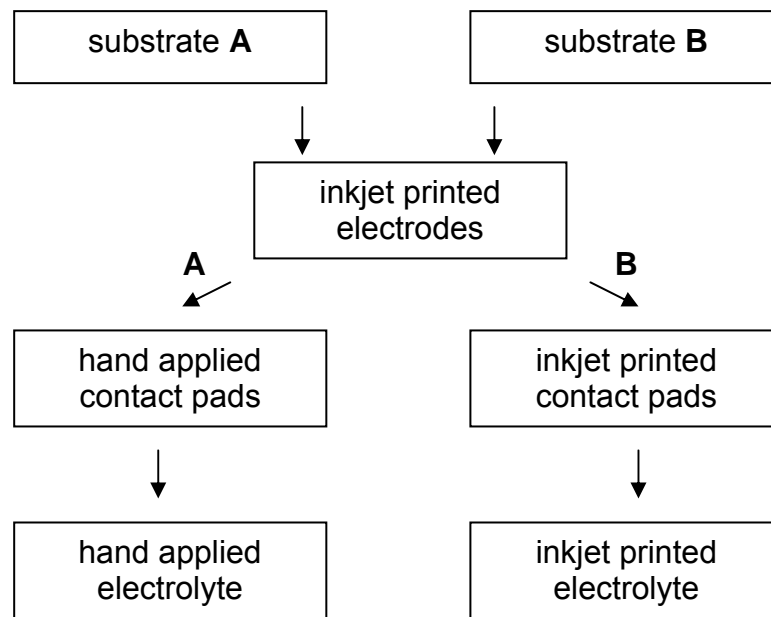 substrate A
substrate B
inkjet printed
electrodes
A
B
hand applied
contact pads
inkjet printed
contact pads
hand applied
electrolyte
inkjet printed
electrolyte